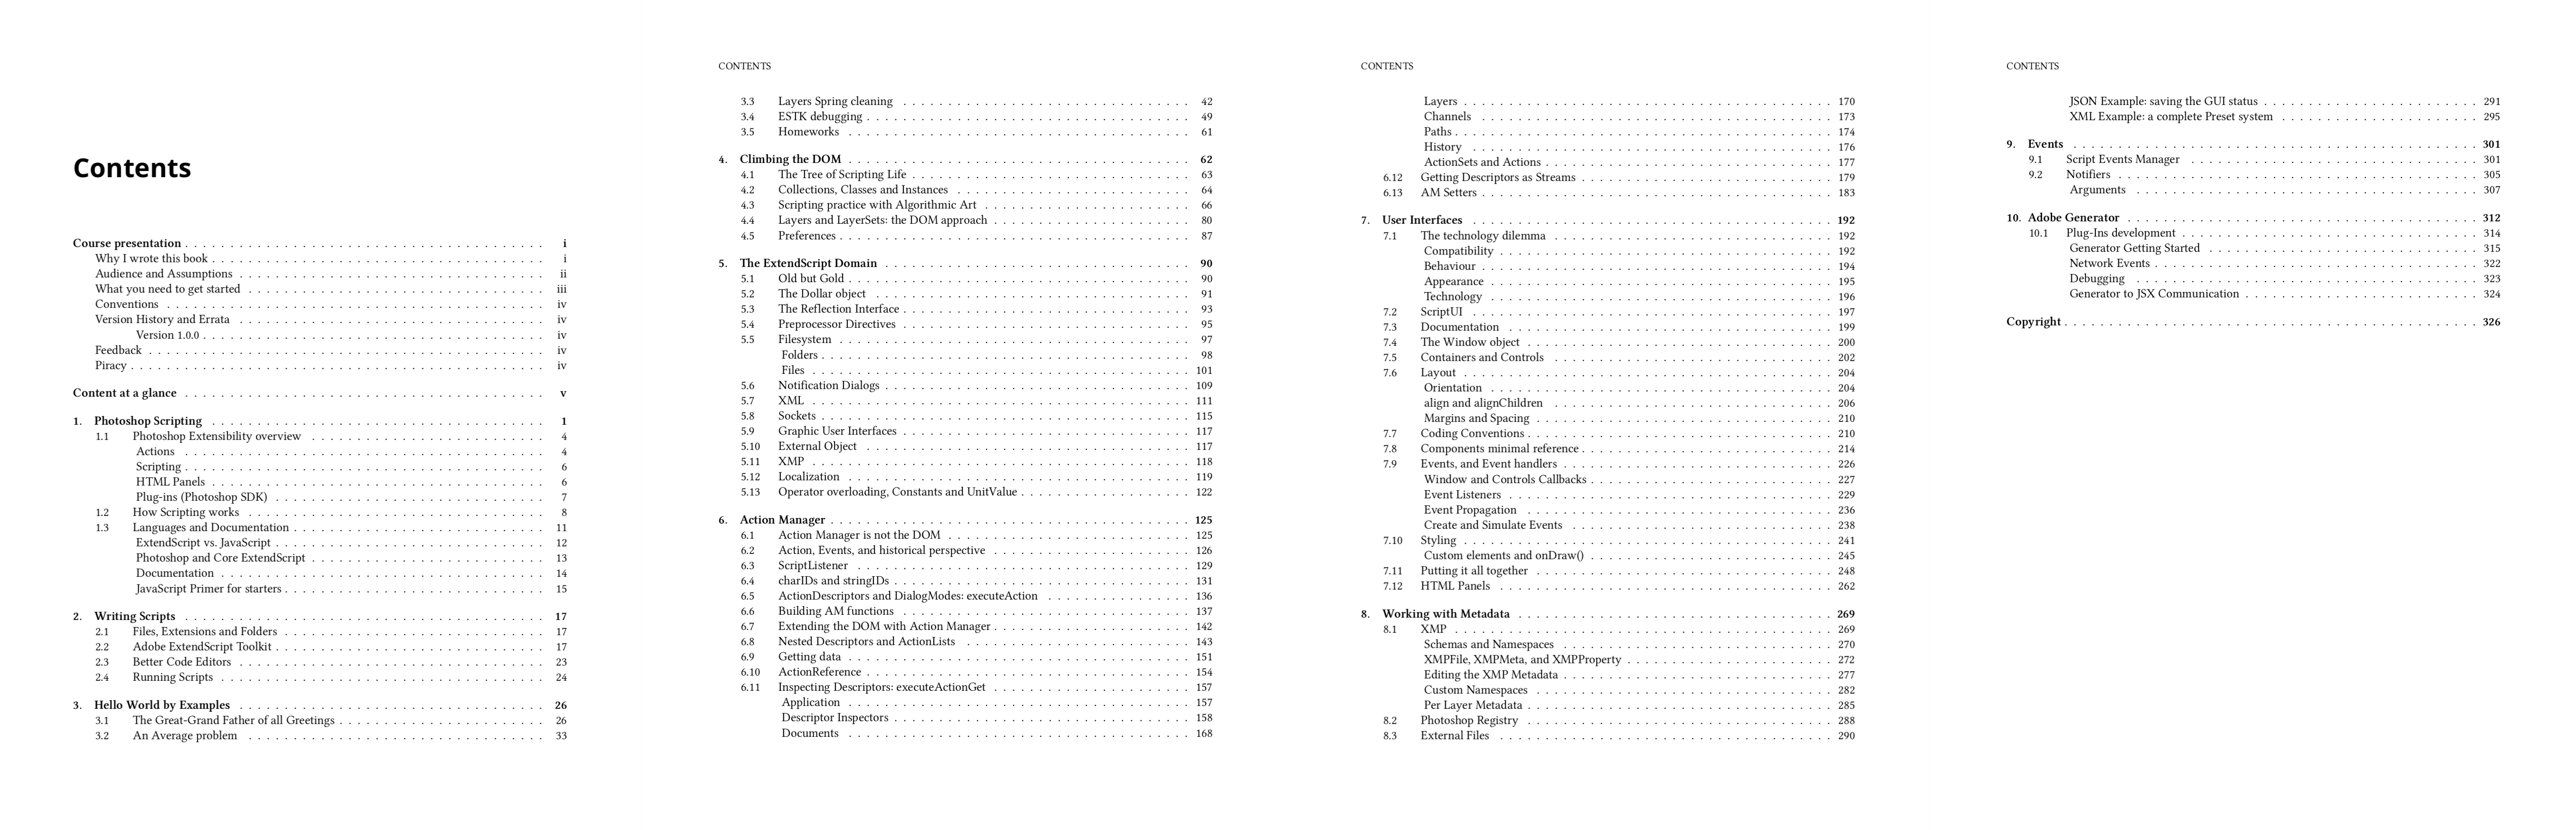 Contents
Course presentation . . . i
Why I wrote this book . . . i
Audience and Assumptions . . . ii
What you need to get started . . . iii
Conventions . . . iv
Version History and Errata . . . iv
Version 1.0.0 . . . iv
Feedback . . . iv
Piracy . . . iv
Content at a glance . . . v
1. Photoshop Scripting . . . 1
1.1 Photoshop Extensibility overview . . . 4
Actions . . . 4
Scripting . . . 6
HTML Panels . . . 6
Plug-ins (Photoshop SDK) . . . 7
1.2 How Scripting works . . . 8
1.3 Languages and Documentation . . . 11
ExtendScript vs. JavaScript . . . 12
Photoshop and Core ExtendScript . . . 13
Documentation . . . 14
JavaScript Primer for starters . . . 15
2. Writing Scripts . . . 17
2.1 Files, Extensions and Folders . . . 17
2.2 Adobe ExtendScript Toolkit . . . 17
2.3 Better Code Editors . . . 23
2.4 Running Scripts . . . 24
3. Hello World by Examples . . . 26
3.1 The Great-Grand Father of all Greetings . . . 26
3.2 An Average problem . . . 33
CONTENTS
3.3 Layers Spring cleaning . . . 42
3.4 ESTK debugging . . . 49
3.5 Homeworks . . . 61
4. Climbing the DOM . . . 62
4.1 The Tree of Scripting Life . . . 63
4.2 Collections, Classes and Instances . . . 64
4.3 Scripting practice with Algorithmic Art . . . 66
4.4 Layers and LayerSets: the DOM approach . . . 80
4.5 Preferences . . . 87
5. The ExtendScript Domain . . . 90
5.1 Old but Gold . . . 90
5.2 The Dollar object . . . 91
5.3 The Reflection Interface . . . 93
5.4 Preprocessor Directives . . . 95
5.5 Filesystem . . . 97
Folders . . . 98
Files . . . 101
5.6 Notification Dialogs . . . 109
5.7 XML . . . 111
5.8 Sockets . . . 115
5.9 Graphic User Interfaces . . . 117
5.10 External Object . . . 117
5.11 XMP . . . 118
5.12 Localization . . . 119
5.13 Operator overloading, Constants and UnitValue . . . 122
6. Action Manager . . . 125
6.1 Action Manager is not the DOM . . . 125
6.2 Action, Events, and historical perspective . . . 126
6.3 ScriptListener . . . 129
6.4 charIDs and stringIDs . . . 131
6.5 ActionDescriptors and DialogModes: executeAction . . . 136
6.6 Building AM functions . . . 137
6.7 Extending the DOM with Action Manager . . . 142
6.8 Nested Descriptors and ActionLists . . . 143
6.9 Getting data . . . 151
6.10 ActionReference . . . 154
6.11 Inspecting Descriptors: executeActionGet . . . 157
Application . . . 157
Descriptor Inspectors . . . 158
Documents . . . 168
CONTENTS
Layers . . . 170
Channels . . . 173
Paths . . . 174
History . . . 176
ActionSets and Actions . . . 177
6.12 Getting Descriptors as Streams . . . 179
6.13 AM Setters . . . 183
7. User Interfaces . . . 192
7.1 The technology dilemma . . . 192
Compatibility . . . 192
Behaviour . . . 194
Appearance . . . 195
Technology . . . 196
7.2 ScriptUI . . . 197
7.3 Documentation . . . 199
7.4 The Window object . . . 200
7.5 Containers and Controls . . . 202
7.6 Layout . . . 204
Orientation . . . 204
align and alignChildren . . . 206
Margins and Spacing . . . 210
7.7 Coding Conventions . . . 210
7.8 Components minimal reference . . . 214
7.9 Events, and Event handlers . . . 226
Window and Controls Callbacks . . . 227
Event Listeners . . . 229
Event Propagation . . . 236
Create and Simulate Events . . . 238
7.10 Styling . . . 241
Custom elements and onDraw() . . . 245
7.11 Putting it all together . . . 248
7.12 HTML Panels . . . 262
8. Working with Metadata . . . 269
8.1 XMP . . . 269
Schemas and Namespaces . . . 270
XMPFile, XMPMeta, and XMPProperty . . . 272
Editing the XMP Metadata . . . 277
Custom Namespaces . . . 282
Per Layer Metadata . . . 285
8.2 Photoshop Registry . . . 288
8.3 External Files . . . 290
CONTENTS
JSON Example: saving the GUI status . . . 291
XML Example: a complete Preset system . . . 295
9. Events . . . 301
9.1 Script Events Manager . . . 301
9.2 Notifiers . . . 305
Arguments . . . 307
10. Adobe Generator . . . 312
10.1 Plug-Ins development . . . 314
Generator Getting Started . . . 315
Network Events . . . 322
Debugging . . . 323
Generator to JSX Communication . . . 324
Copyright . . . 326